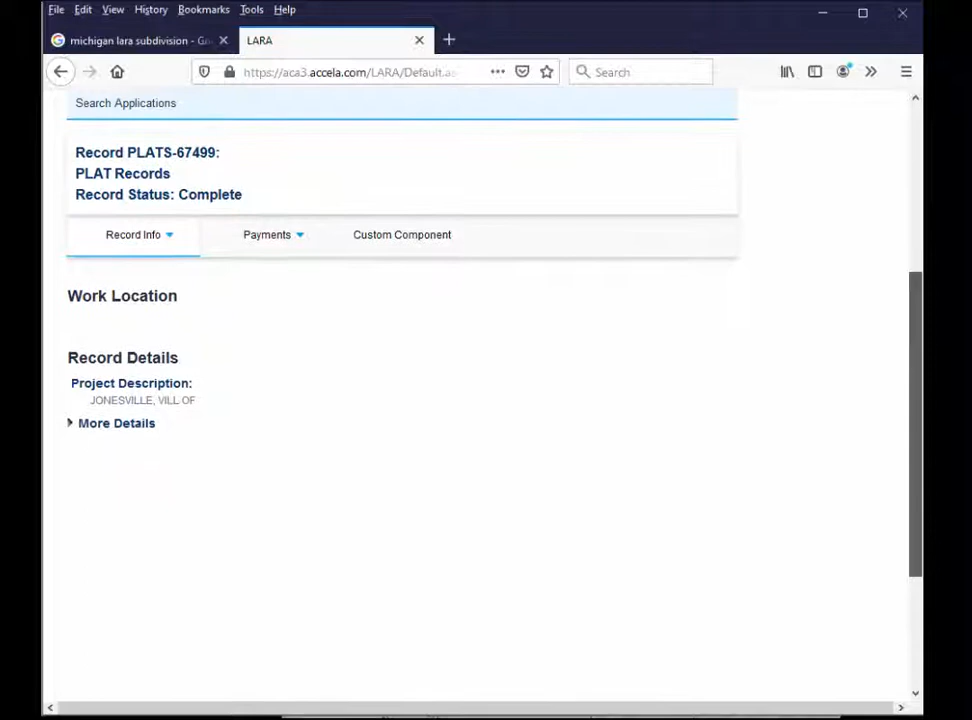 File Edit View History Bookmarks Tools Help
michigan lara subdivision - Go
LARA
https://aca3.accela.com/LARA/Default.as
Search
Search Applications
Record PLATS-67499:
PLAT Records
Record Status: Complete
Record Info Payments Custom Component
Work Location
Record Details
Project Description:
JONESVILLE, VILL OF
More Details